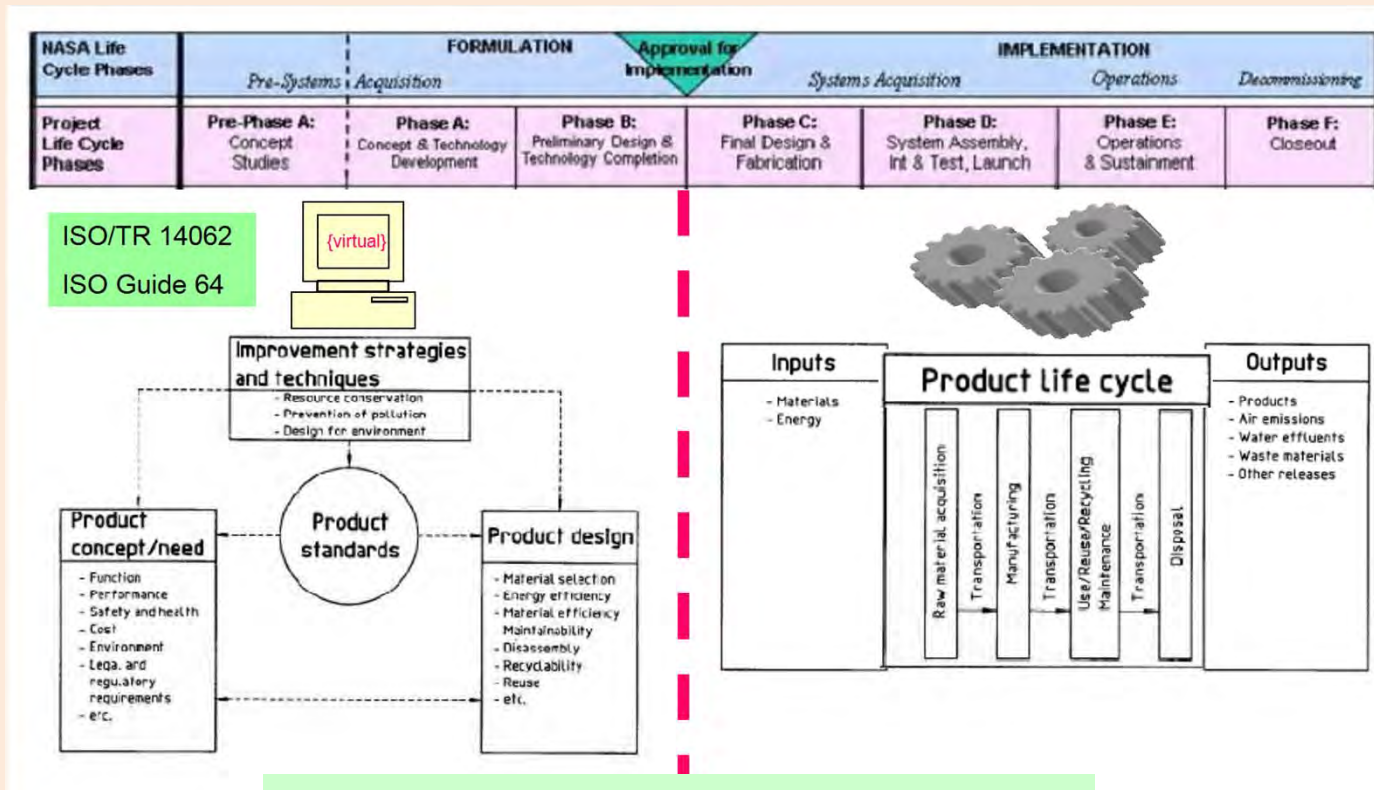 NASA Life
Cycle Phases
FORMULATION
Approval for
Implementation
IMPLEMENTATION
Pre-Systems Acquisition
Systems Acquisition
Operations
Decommissioning
Project
Life Cycle
Phases
Pre-Phase A:
Concept
Studies
Phase A:
Concept & Technology
Development
Phase B:
Preliminary Design &
Technology Completion
Phase C:
Final Design &
Fabrication
Phase D:
System Assembly,
Int & Test, Launch
Phase E:
Operations
& Sustainment
Phase F:
Closeout
ISO/TR 14062
ISO Guide 64
{virtual}
Improvement strategies
and techniques
- Resource conservation
- Prevention of pollution
- Design for environment
Product
standards
Product
concept/need
- Function
- Performance
- Safety and health
- Cost
- Environment
- Legal and
regulatory
requirements
- etc.
Product design
- Material selection
- Energy efficiency
- Material efficiency
Maintainability
- Disassembly
- Recyclability
- Reuse
- etc.
Inputs
- Materials
- Energy
Product life cycle
Raw material acquisition
Transportation
Manufacturing
Transportation
Use/Reuse/Recycling
Maintenance
Transportation
Disposal
Outputs
- Products
- Air emissions
- Water effluents
- Waste materials
- Other releases